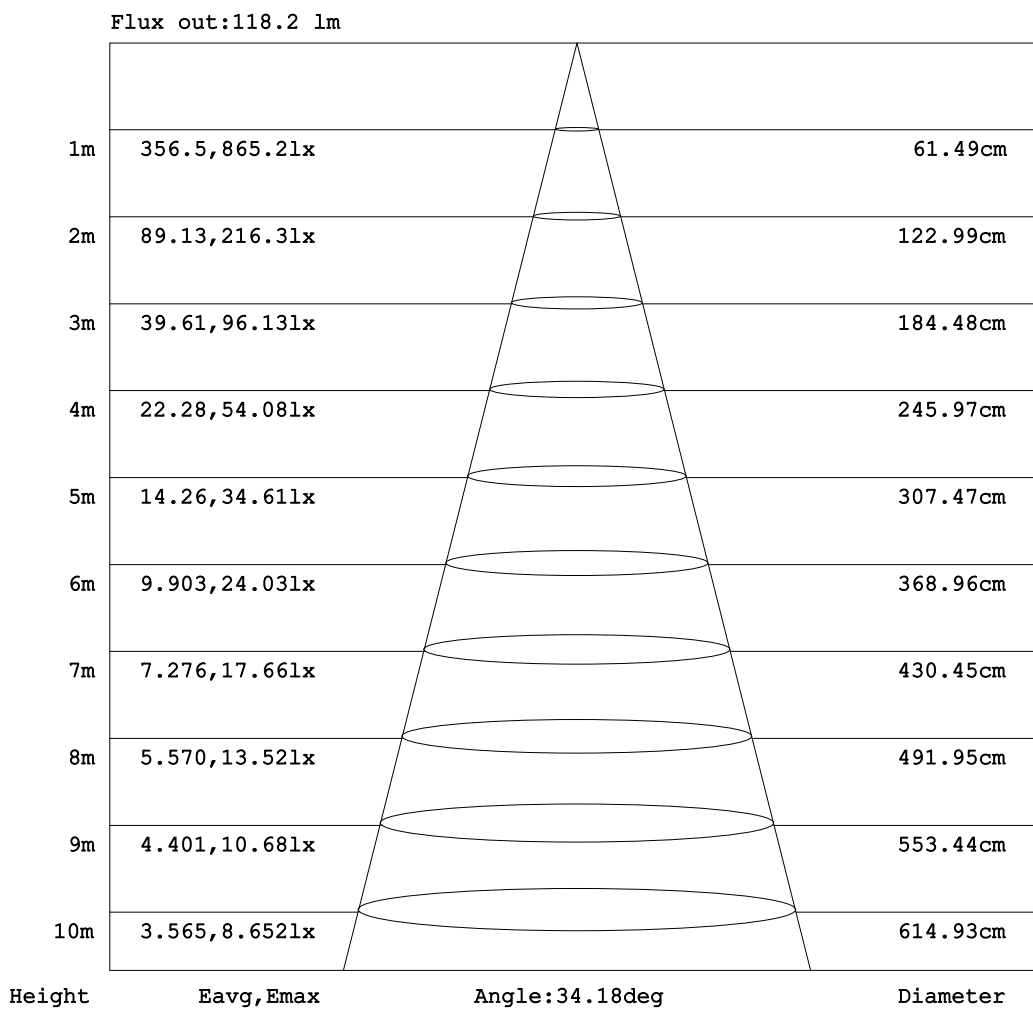 Flux out:118.2 lm
1m 356.5,865.2lx 61.49cm
2m 89.13,216.3lx 122.99cm
3m 39.61,96.13lx 184.48cm
4m 22.28,54.08lx 245.97cm
5m 14.26,34.61lx 307.47cm
6m 9.903,24.03lx 368.96cm
7m 7.276,17.66lx 430.45cm
8m 5.570,13.52lx 491.95cm
9m 4.401,10.68lx 553.44cm
10m 3.565,8.652lx 614.93cm
Height Eavg,Emax Angle:34.18deg Diameter